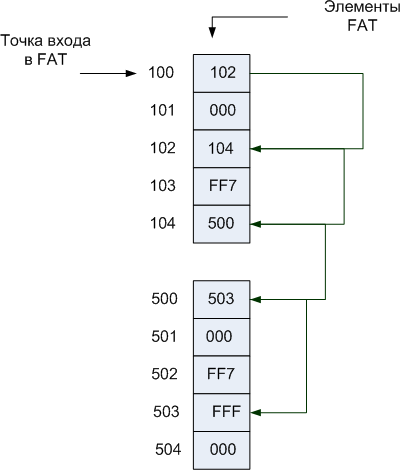 Элементы
FAT
Точка входа
в FAT
100 102
101 000
102 104
103 FF7
104 500
500 503
501 000
502 FF7
503 FFF
504 000